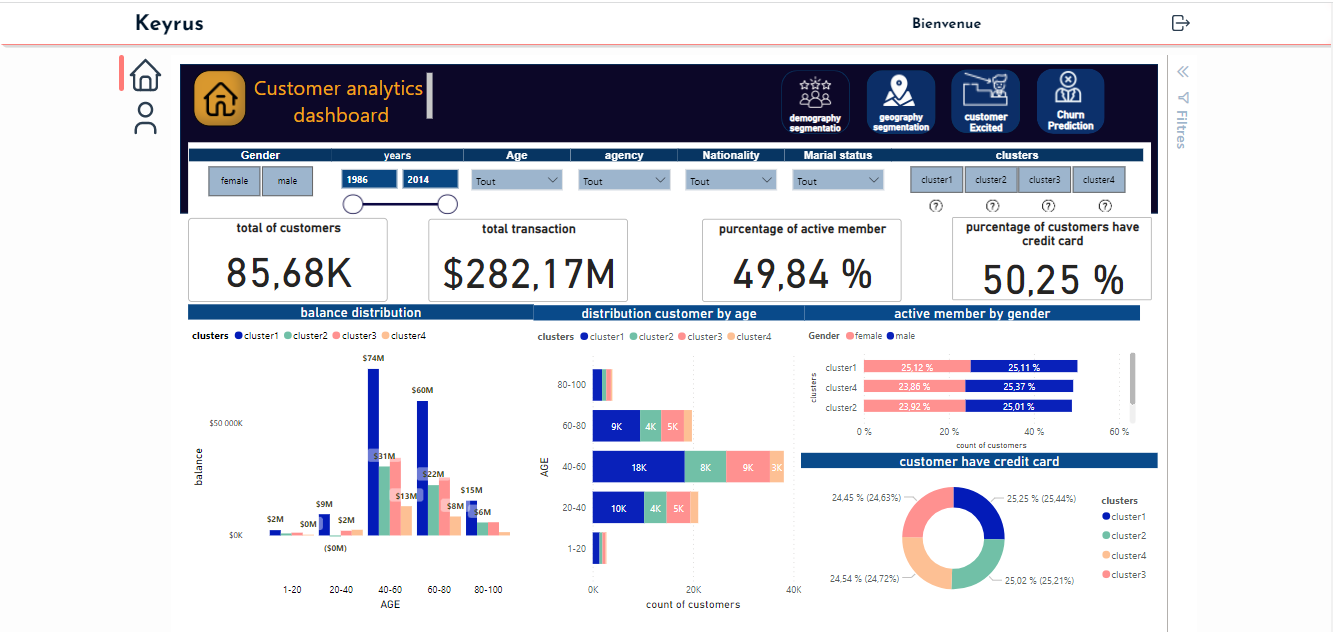 Keyrus
Bienvenue
Customer analytics
dashboard
demography
segmentatio
geography
segmentation
customer
Excited
Churn
Prediction
Filtres
Gender years Age agency Nationality Marial status clusters
female male 1986 2014 Tout Tout Tout Tout cluster1 cluster2 cluster3 cluster4
? ? ? ?
total of customers
85,68K
total transaction
$282,17M
purcentage of active member
49,84 %
purcentage of customers have
credit card
50,25 %
balance distribution
clusters cluster1 cluster2 cluster3 cluster4
$74M
$60M
$50 000K
$31M
$22M
$13M
$15M
$9M
$8M
$6M
$2M
$0M
$2M
$0K
($0M)
balance
1-20 20-40 40-60 60-80 80-100
AGE
distribution customer by age
clusters cluster1 cluster2 cluster3 cluster4
80-100
60-80 9K 4K 5K
40-60 18K 8K 9K 3K
20-40 10K 4K 5K
1-20
AGE
0K 20K 40K
count of customers
active member by gender
Gender female male
cluster1 25,12 % 25,11 %
cluster4 23,86 % 25,37 %
cluster2 23,92 % 25,01 %
clusters
0 % 20 % 40 % 60 %
count of customers
customer have credit card
24,45 % (24,63%)
25,25 % (25,44%)
24,54 % (24,72%)
25,02 % (25,21%)
clusters
cluster1
cluster2
cluster4
cluster3